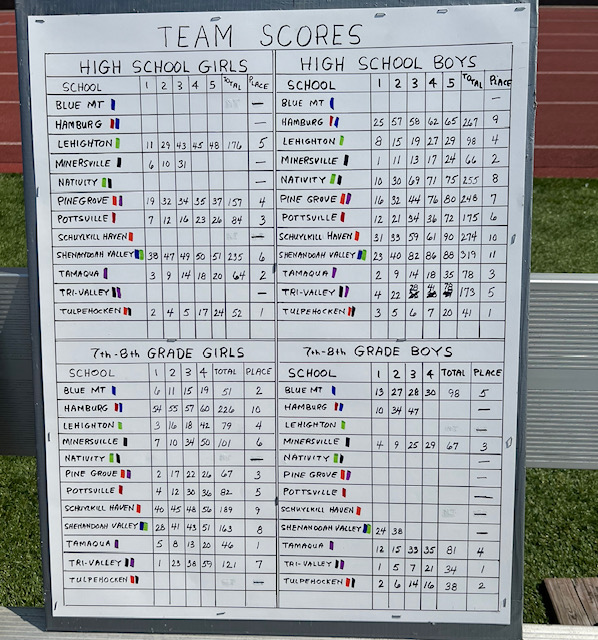 TEAM SCORES
HIGH SCHOOL GIRLS
SCHOOL 1 2 3 4 5 TOTAL PLACE
BLUE MT —
HAMBURG —
LEHIGHTON 11 29 43 45 48 176 5
MINERSVILLE 6 10 31 —
NATIVITY —
PINE GROVE 19 32 34 35 37 157 4
POTTSVILLE 7 12 16 23 26 84 3
SCHUYLKILL HAVEN —
SHENANDOAH VALLEY 38 47 49 50 51 235 6
TAMAQUA 3 9 14 18 20 64 2
TRI-VALLEY —
TULPEHOCKEN 2 4 5 17 24 52 1
HIGH SCHOOL BOYS
SCHOOL 1 2 3 4 5 TOTAL PLACE
BLUE MT —
HAMBURG 25 57 58 62 65 267 9
LEHIGHTON 8 15 19 27 29 98 4
MINERSVILLE 1 11 13 17 24 66 2
NATIVITY 10 30 69 71 75 255 8
PINE GROVE 16 32 44 76 80 248 7
POTTSVILLE 12 21 34 36 72 175 6
SCHUYLKILL HAVEN 31 33 59 61 90 274 10
SHENANDOAH VALLEY 23 40 82 86 88 319 11
TAMAQUA 2 9 14 18 35 78 3
TRI-VALLEY 4 22 28 41 78 173 5
TULPEHOCKEN 3 5 6 7 20 41 1
7th-8th GRADE GIRLS
SCHOOL 1 2 3 4 TOTAL PLACE
BLUE MT 6 11 15 19 51 2
HAMBURG 54 55 57 60 226 10
LEHIGHTON 3 16 18 42 79 4
MINERSVILLE 7 10 34 50 101 6
NATIVITY —
PINE GROVE 2 17 22 26 67 3
POTTSVILLE 4 12 30 36 82 5
SCHUYLKILL HAVEN 40 45 48 56 189 9
SHENANDOAH VALLEY 28 41 43 51 163 8
TAMAQUA 5 8 13 20 46 1
TRI-VALLEY 1 23 38 59 121 7
TULPEHOCKEN —
7th-8th GRADE BOYS
SCHOOL 1 2 3 4 TOTAL PLACE
BLUE MT 13 27 28 30 98 5
HAMBURG 10 34 47 —
LEHIGHTON —
MINERSVILLE 4 9 25 29 67 3
NATIVITY —
PINE GROVE —
POTTSVILLE —
SCHUYLKILL HAVEN —
SHENANDOAH VALLEY 24 38 —
TAMAQUA 12 15 33 35 81 4
TRI-VALLEY 1 5 7 21 34 1
TULPEHOCKEN 2 6 14 16 38 2